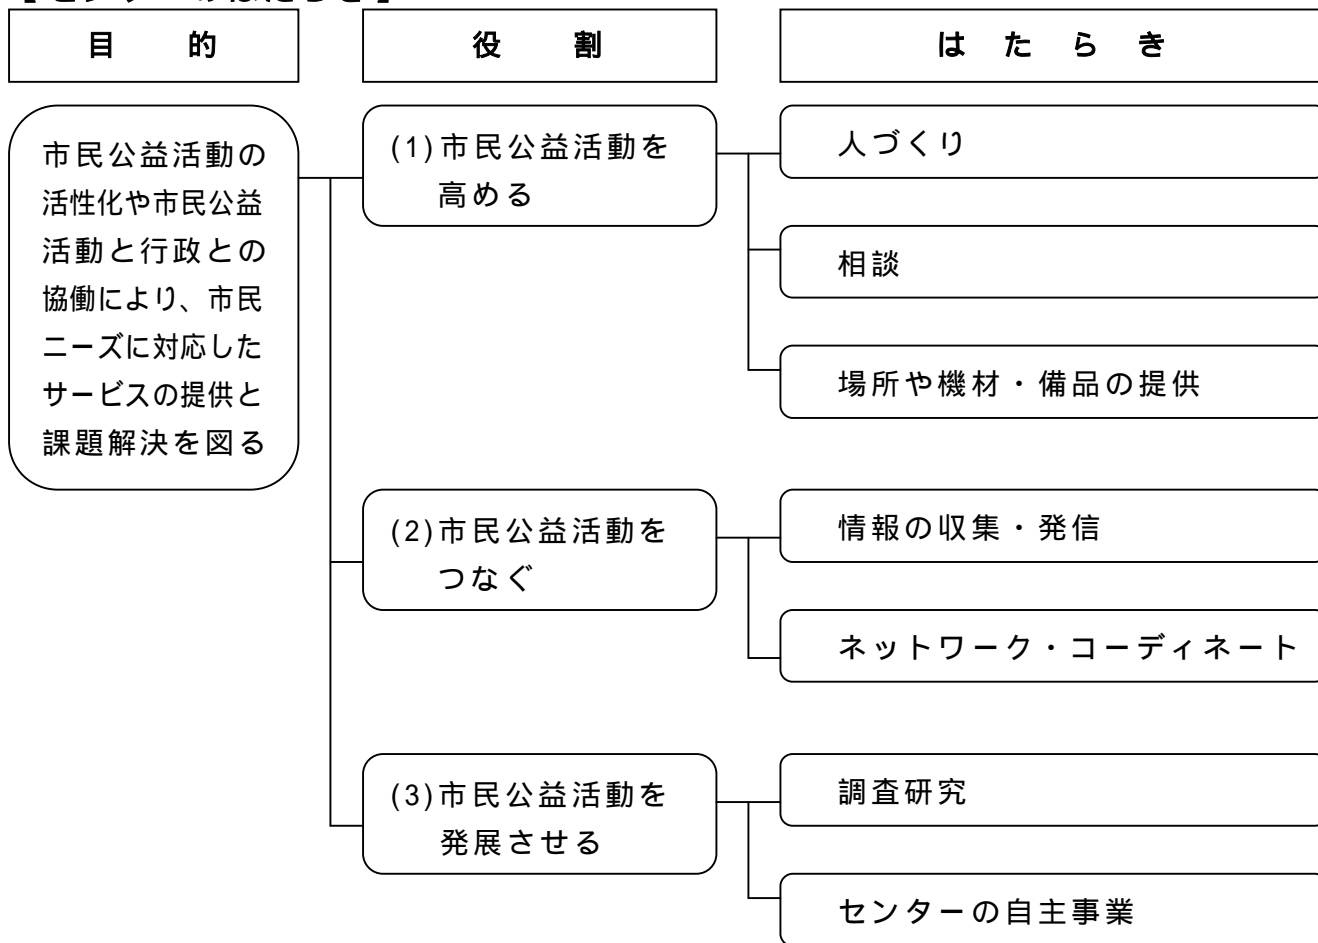 目的
役割
はたらき
市民公益活動の
活性化や市民公益
活動と行政との
協働により、市民
ニーズに対応した
サービスの提供と
課題解決を図る
(1)市民公益活動を
高める
人づくり
相談
場所や機材・備品の提供
(2)市民公益活動を
つなぐ
情報の収集・発信
ネットワーク・コーディネート
(3)市民公益活動を
発展させる
調査研究
センターの自主事業